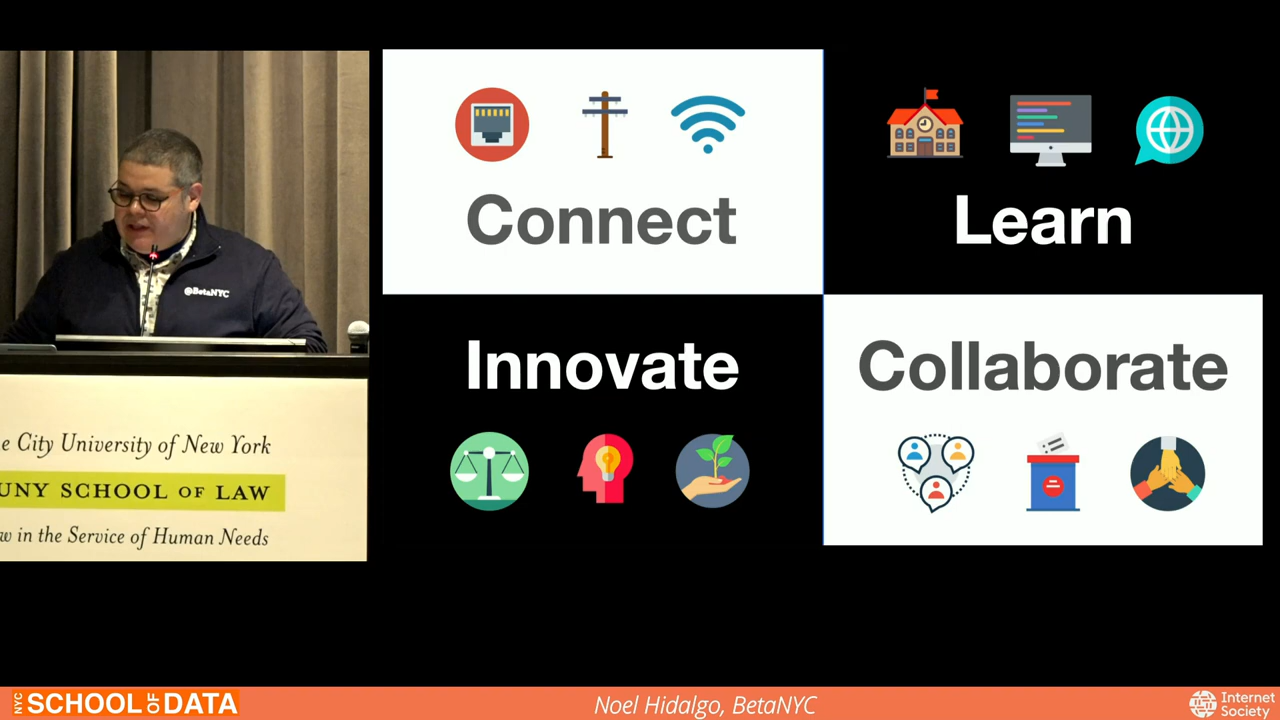 @BetaNYC
e City University of New York
UNY SCHOOL OF LAW
w in the Service of Human Needs
Connect
Learn
Innovate
Collaborate
NYC SCHOOL OF DATA
Noel Hidalgo, BetaNYC
Internet
Society